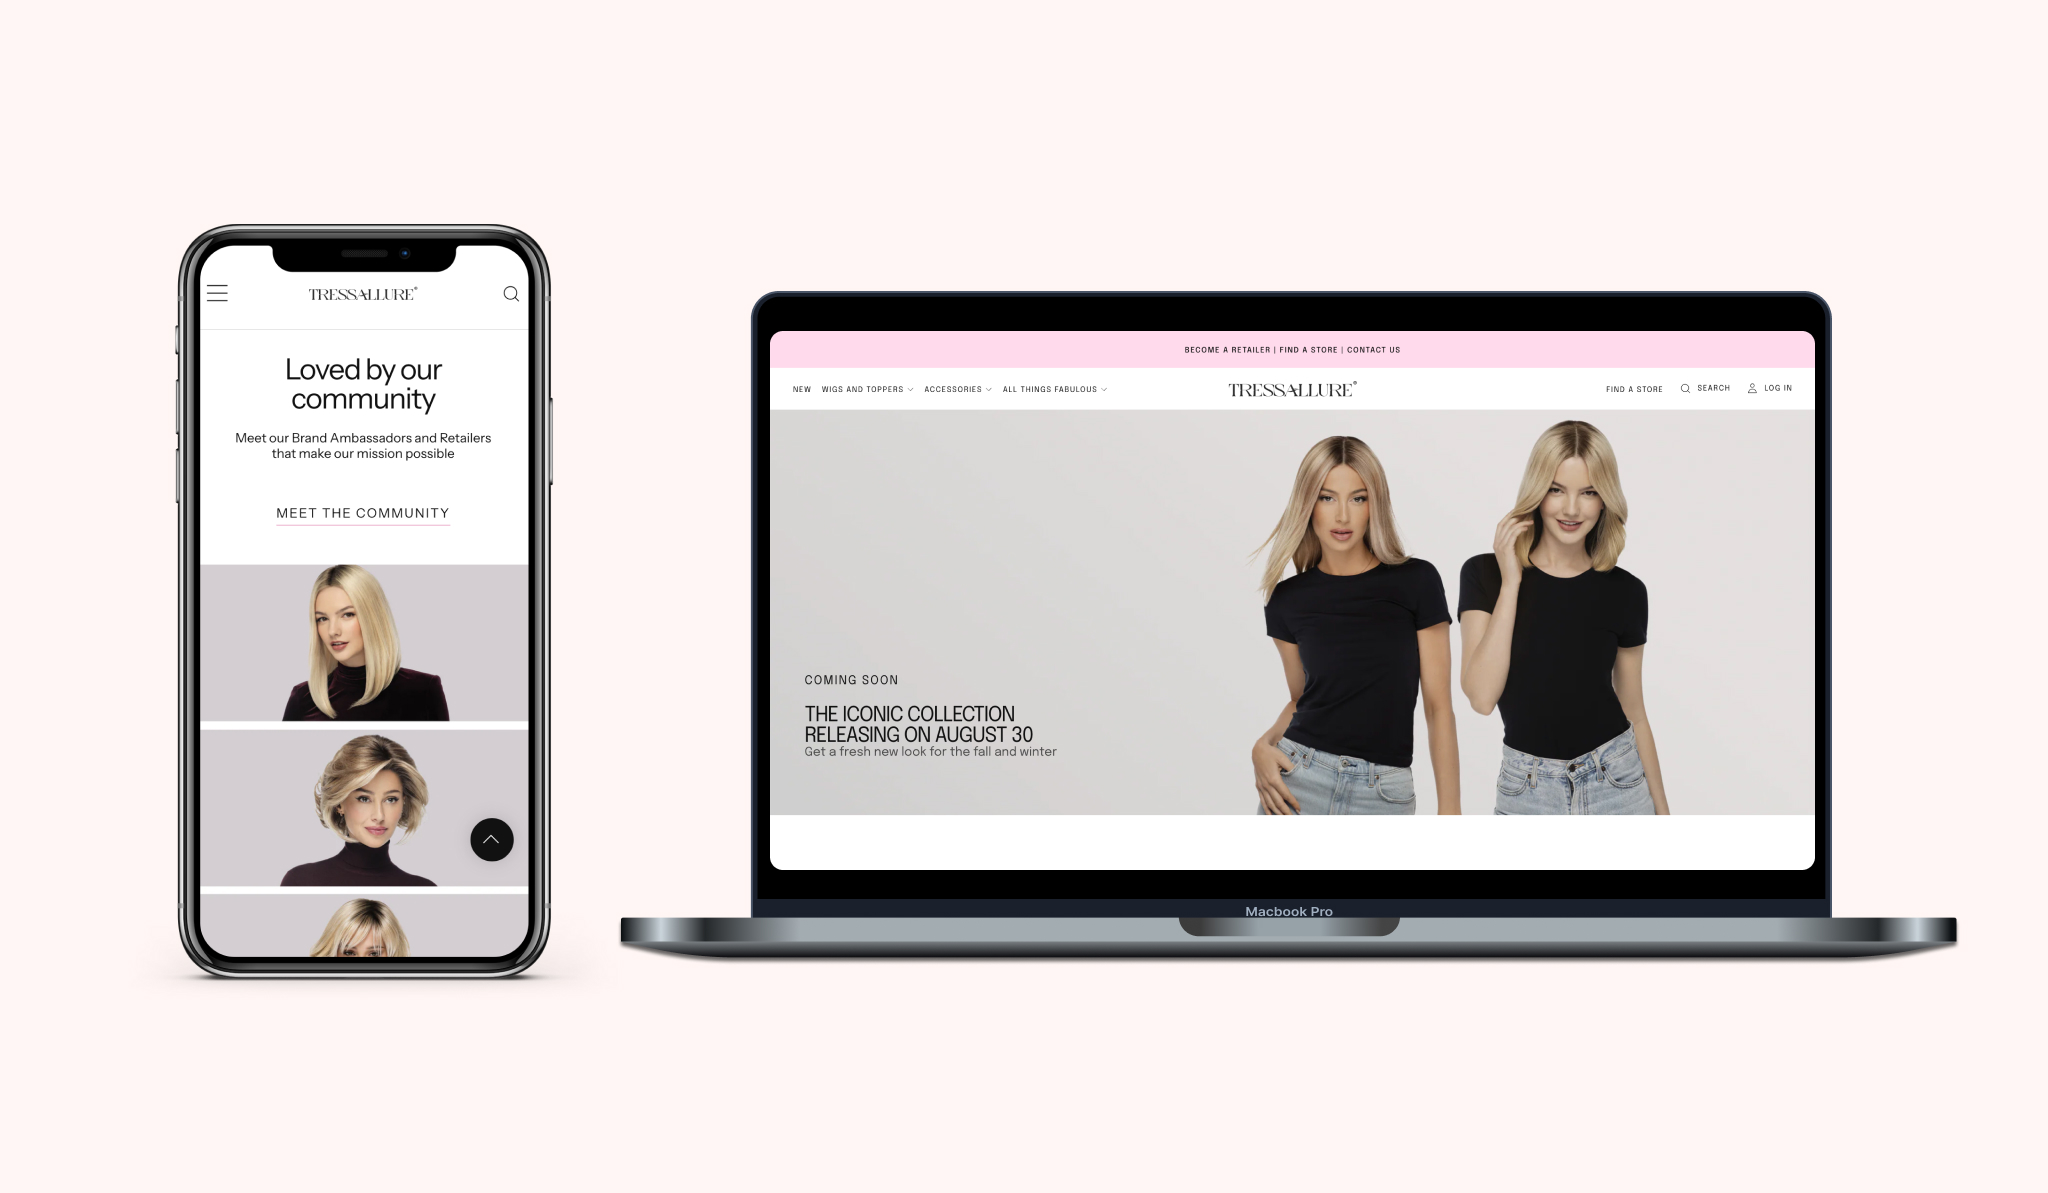 TRESSALLURE®
Loved by our
community
Meet our Brand Ambassadors and Retailers
that make our mission possible
MEET THE COMMUNITY
BECOME A RETAILER | FIND A STORE | CONTACT US
NEW WIGS AND TOPPERS ACCESSORIES ALL THINGS FABULOUS TRESSALLURE® FIND A STORE SEARCH LOG IN
COMING SOON
THE ICONIC COLLECTION
RELEASING ON AUGUST 30
Get a fresh new look for the fall and winter
Macbook Pro